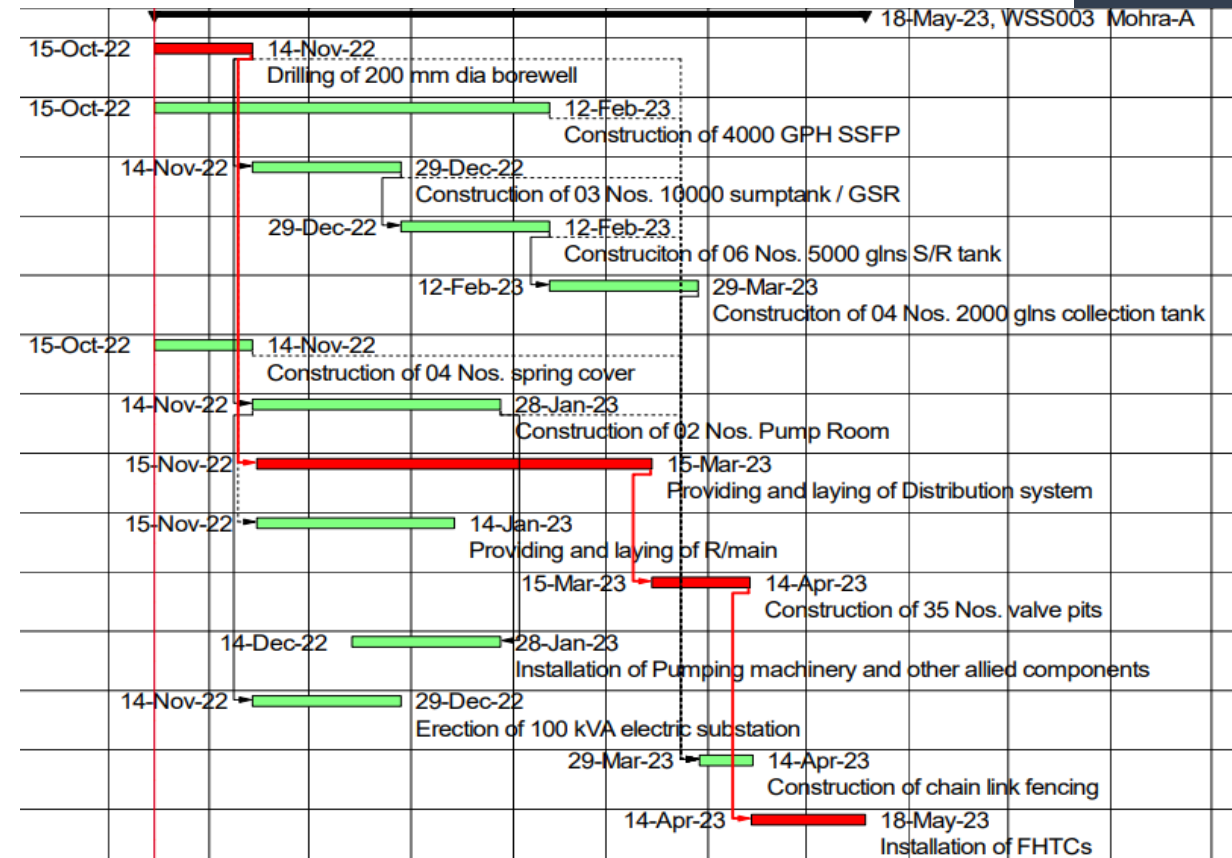 18-May-23, WSS003 Mohra-A
15-Oct-22 14-Nov-22
Drilling of 200 mm dia borewell
15-Oct-22 12-Feb-23
Construction of 4000 GPH SSFP
14-Nov-22 29-Dec-22
Construction of 03 Nos. 10000 sumptank / GSR
29-Dec-22 12-Feb-23
Construciton of 06 Nos. 5000 glns S/R tank
12-Feb-23 29-Mar-23
Construciton of 04 Nos. 2000 glns collection tank
15-Oct-22 14-Nov-22
Construction of 04 Nos. spring cover
14-Nov-22 28-Jan-23
Construction of 02 Nos. Pump Room
15-Nov-22 15-Mar-23
Providing and laying of Distribution system
15-Nov-22 14-Jan-23
Providing and laying of R/main
15-Mar-23 14-Apr-23
Construction of 35 Nos. valve pits
14-Dec-22 28-Jan-23
Installation of Pumping machinery and other allied components
14-Nov-22 29-Dec-22
Erection of 100 kVA electric substation
29-Mar-23 14-Apr-23
Construction of chain link fencing
14-Apr-23 18-May-23
Installation of FHTCs